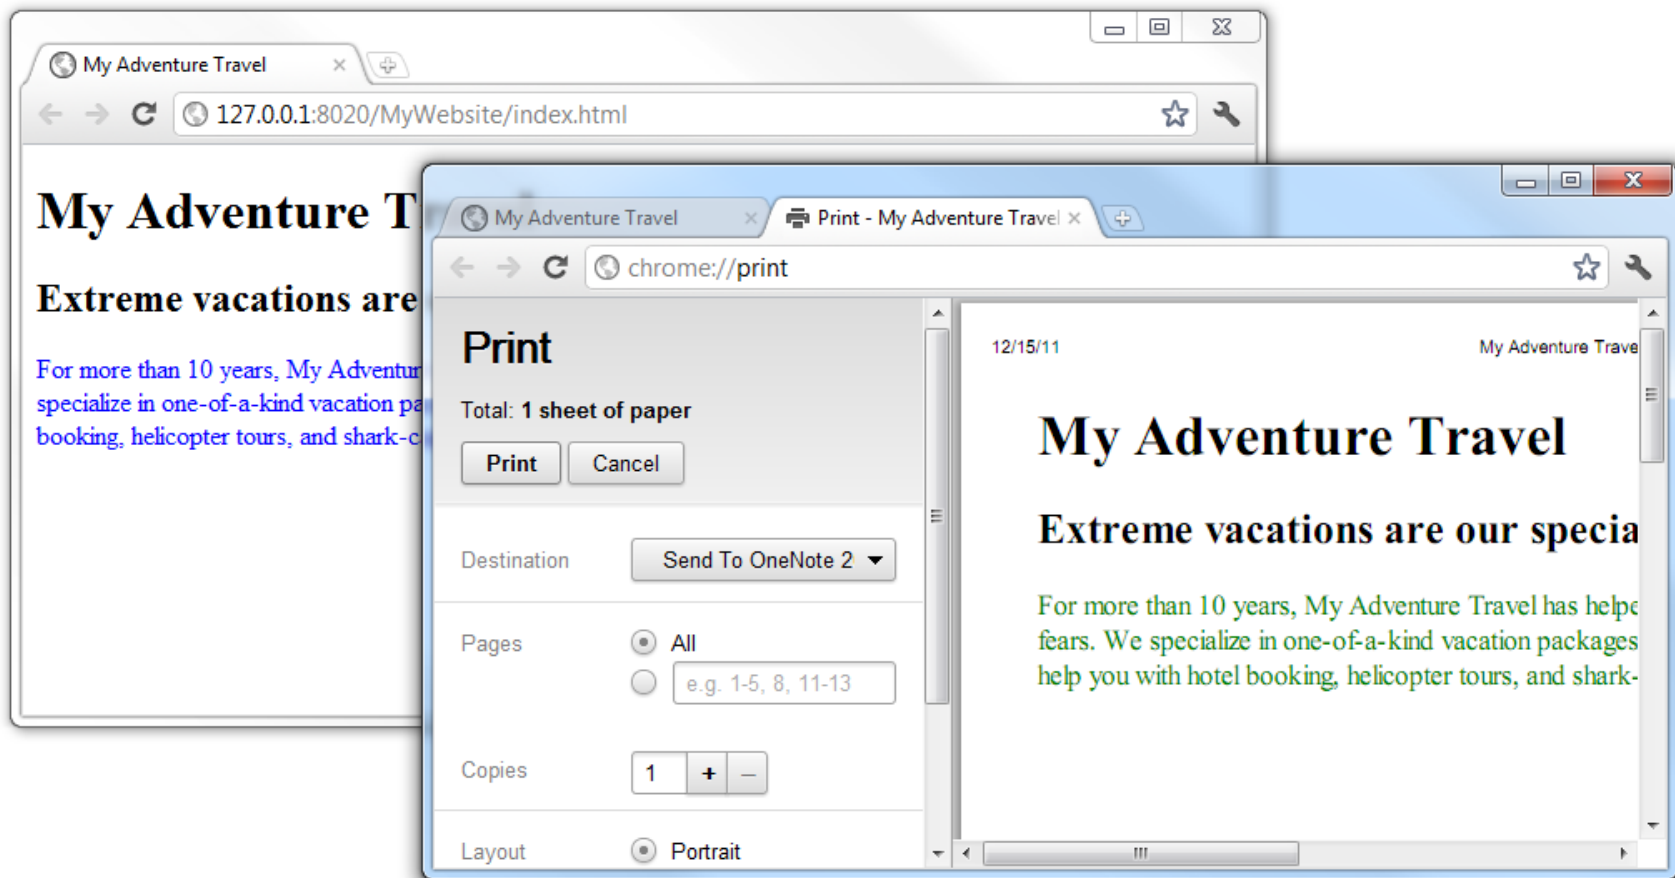 My Adventure Travel
127.0.0.1:8020/MyWebsite/index.html
My Adventure T
Extreme vacations are
For more than 10 years, My Adventur
specialize in one-of-a-kind vacation pa
booking, helicopter tours, and shark-c
My Adventure Travel
Print - My Adventure Travel
chrome://print
Print
Total: 1 sheet of paper
Print Cancel
Destination Send To OneNote 2
Pages All
e.g. 1-5, 8, 11-13
Copies 1 + –
Layout Portrait
12/15/11 My Adventure Trave
My Adventure Travel
Extreme vacations are our specia
For more than 10 years, My Adventure Travel has helpe
fears. We specialize in one-of-a-kind vacation packages
help you with hotel booking, helicopter tours, and shark-